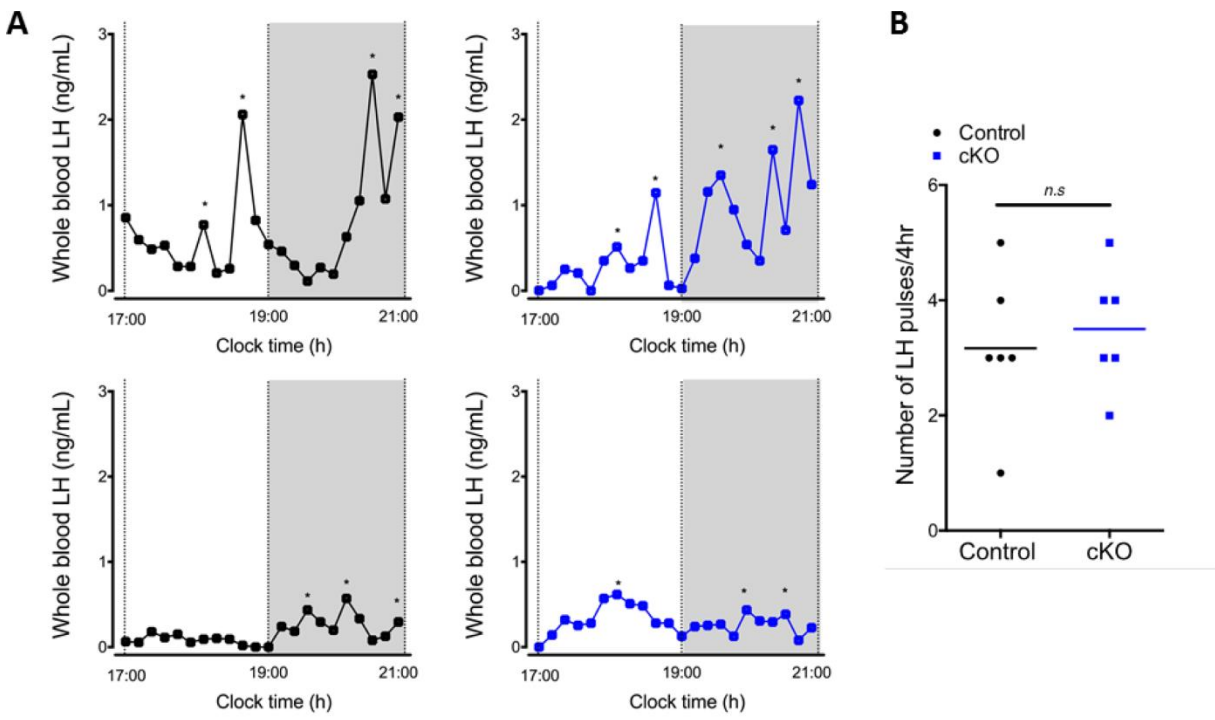 A
3
2
1
0
Whole blood LH (ng/mL)
*
*
*
*
17:00
19:00
21:00
Clock time (h)
3
2
1
0
Whole blood LH (ng/mL)
*
*
*
*
*
17:00
19:00
21:00
Clock time (h)
3
2
1
0
Whole blood LH (ng/mL)
*
*
*
17:00
19:00
21:00
Clock time (h)
3
2
1
0
Whole blood LH (ng/mL)
*
*
*
17:00
19:00
21:00
Clock time (h)
B
Control
cKO
6
4
2
0
Number of LH pulses/4hr
n.s
Control
cKO